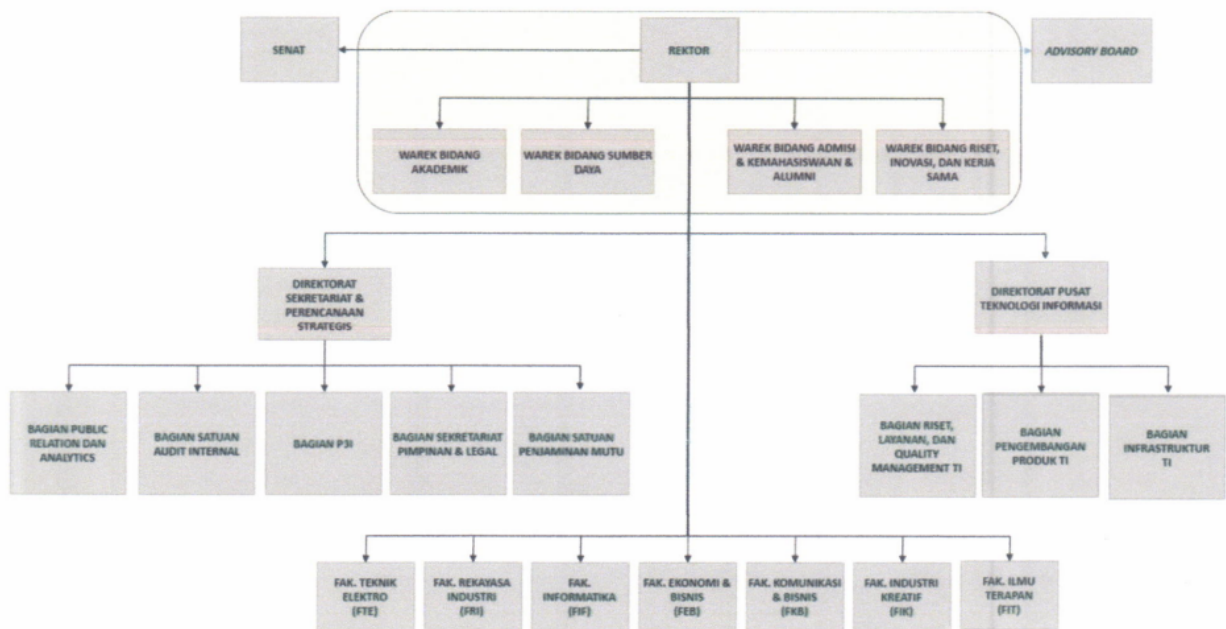 SENAT
REKTOR
ADVISORY BOARD
WAREK BIDANG
AKADEMIK
WAREK BIDANG SUMBER
DAYA
WAREK BIDANG ADMISI
& KEMAHASISWAAN &
ALUMNI
WAREK BIDANG RISET,
INOVASI, DAN KERJA
SAMA
DIREKTORAT
SEKRETARIAT &
PERENCANAAN
STRATEGIS
DIREKTORAT PUSAT
TEKNOLOGI INFORMASI
BAGIAN PUBLIC
RELATION DAN
ANALYTICS
BAGIAN SATUAN
AUDIT INTERNAL
BAGIAN P3I
BAGIAN SEKRETARIAT
PIMPINAN & LEGAL
BAGIAN SATUAN
PENJAMINAN MUTU
BAGIAN RISET,
LAYANAN, DAN
QUALITY
MANAGEMENT TI
BAGIAN
PENGEMBANGAN
PRODUK TI
BAGIAN
INFRASTRUKTUR
TI
FAK. TEKNIK
ELEKTRO
(FTE)
FAK. REKAYASA
INDUSTRI
(FRI)
FAK.
INFORMATIKA
(FIF)
FAK. EKONOMI &
BISNIS
(FEB)
FAK. KOMUNIKASI
& BISNIS
(FKB)
FAK. INDUSTRI
KREATIF
(FIK)
FAK. ILMU
TERAPAN
(FIT)